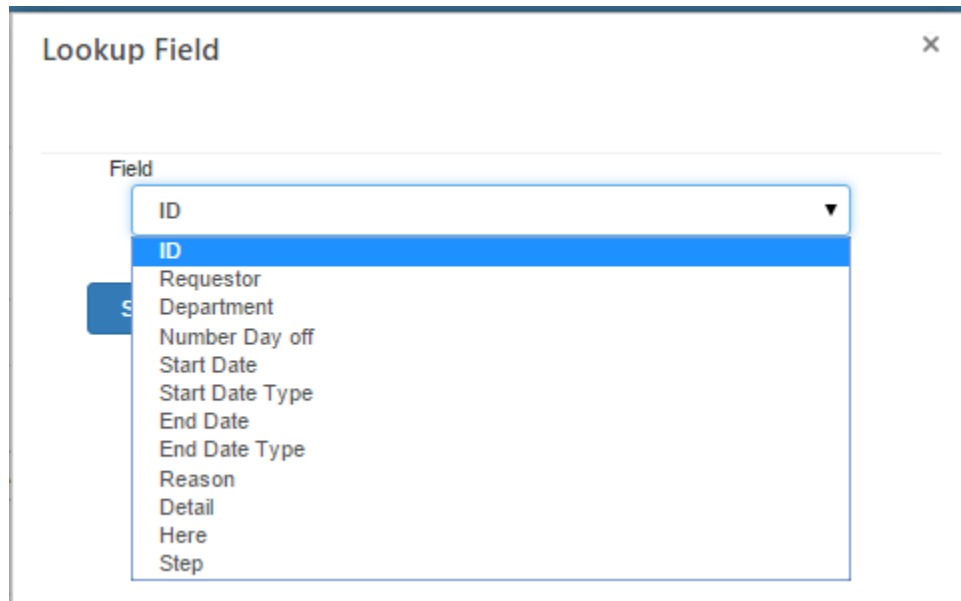 Lookup Field
×
Field
ID
ID
Requestor
Department
Number Day off
Start Date
Start Date Type
End Date
End Date Type
Reason
Detail
Here
Step